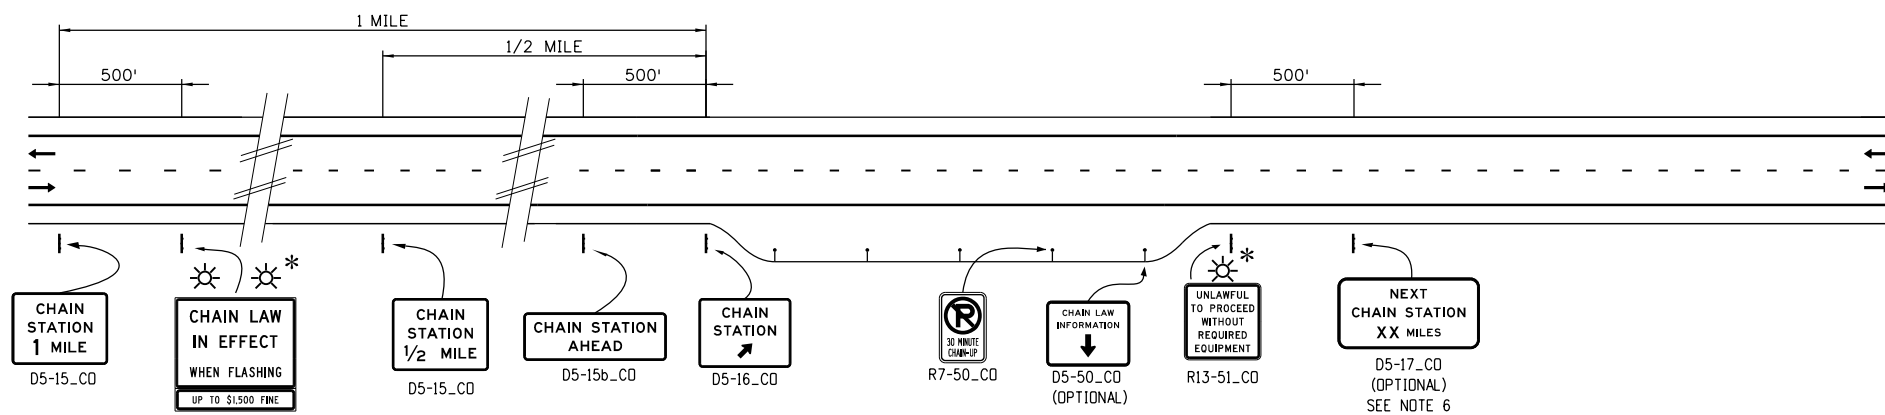 1 MILE
1/2 MILE
500'
500'
500'
CHAIN
STATION
1 MILE
D5-15_CO
*
CHAIN LAW
IN EFFECT
WHEN FLASHING
UP TO $1,500 FINE
CHAIN
STATION
1/2 MILE
D5-15_CO
CHAIN STATION
AHEAD
D5-15b_CO
CHAIN
STATION
D5-16_CO
P
30 MINUTE
CHAIN-UP
R7-50_CO
CHAIN LAW
INFORMATION
D5-50_CO
(OPTIONAL)
*
UNLAWFUL
TO PROCEED
WITHOUT
REQUIRED
EQUIPMENT
R13-51_CO
NEXT
CHAIN STATION
XX MILES
D5-17_CO
(OPTIONAL)
SEE NOTE 6